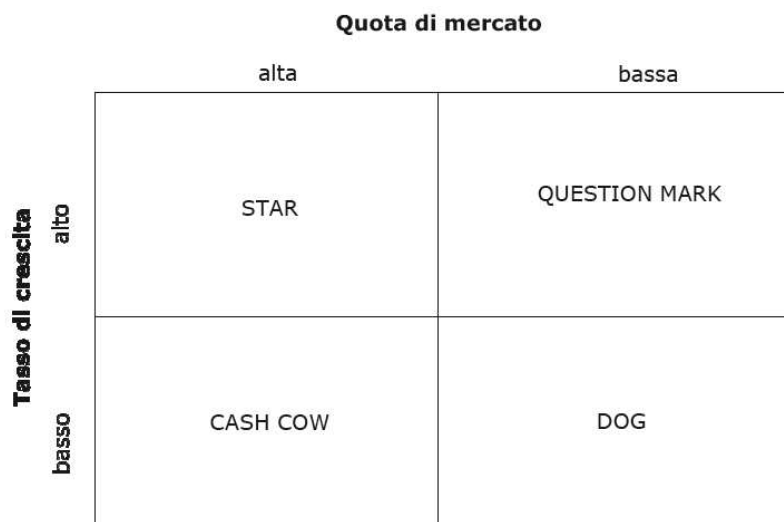 Quota di mercato
alta
bassa
Tasso di crescita
alto
STAR
QUESTION MARK
basso
CASH COW
DOG